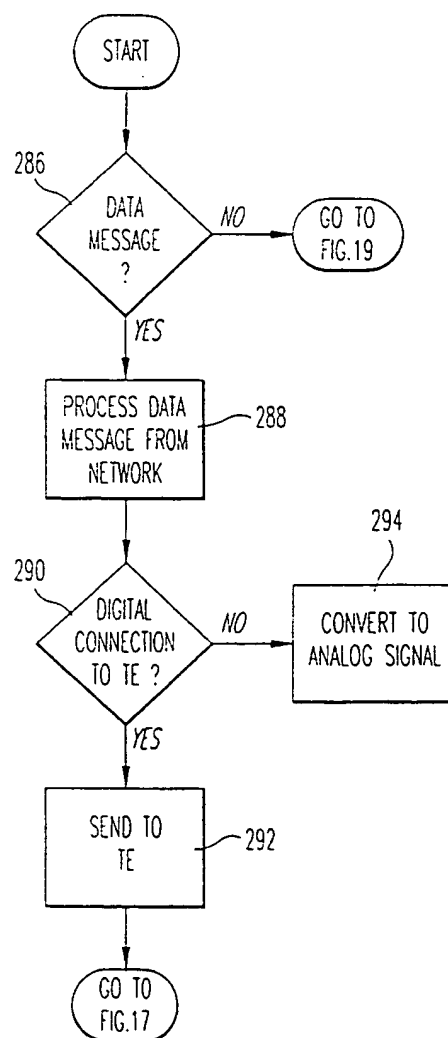 START
286
DATA
MESSAGE
?
NO
GO TO
FIG.19
YES
PROCESS DATA
MESSAGE FROM
NETWORK
288
290
DIGITAL
CONNECTION
TO TE ?
NO
294
CONVERT TO
ANALOG SIGNAL
YES
SEND TO
TE
292
GO TO
FIG.17